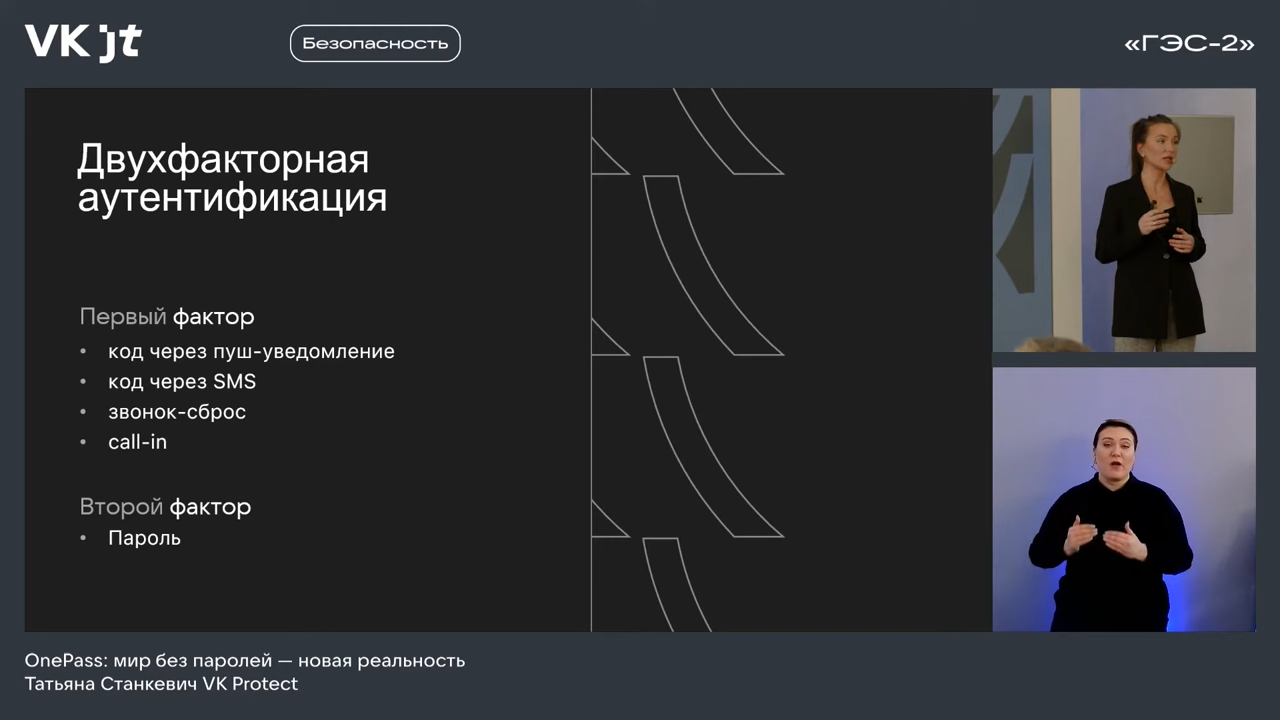 VK jt
Безопасность
«ГЭС-2»
Двухфакторная
аутентификация
Первый фактор
• код через пуш-уведомление
• код через SMS
• звонок-сброс
• call-in
Второй фактор
• Пароль
OnePass: мир без паролей — новая реальность
Татьяна Станкевич VK Protect